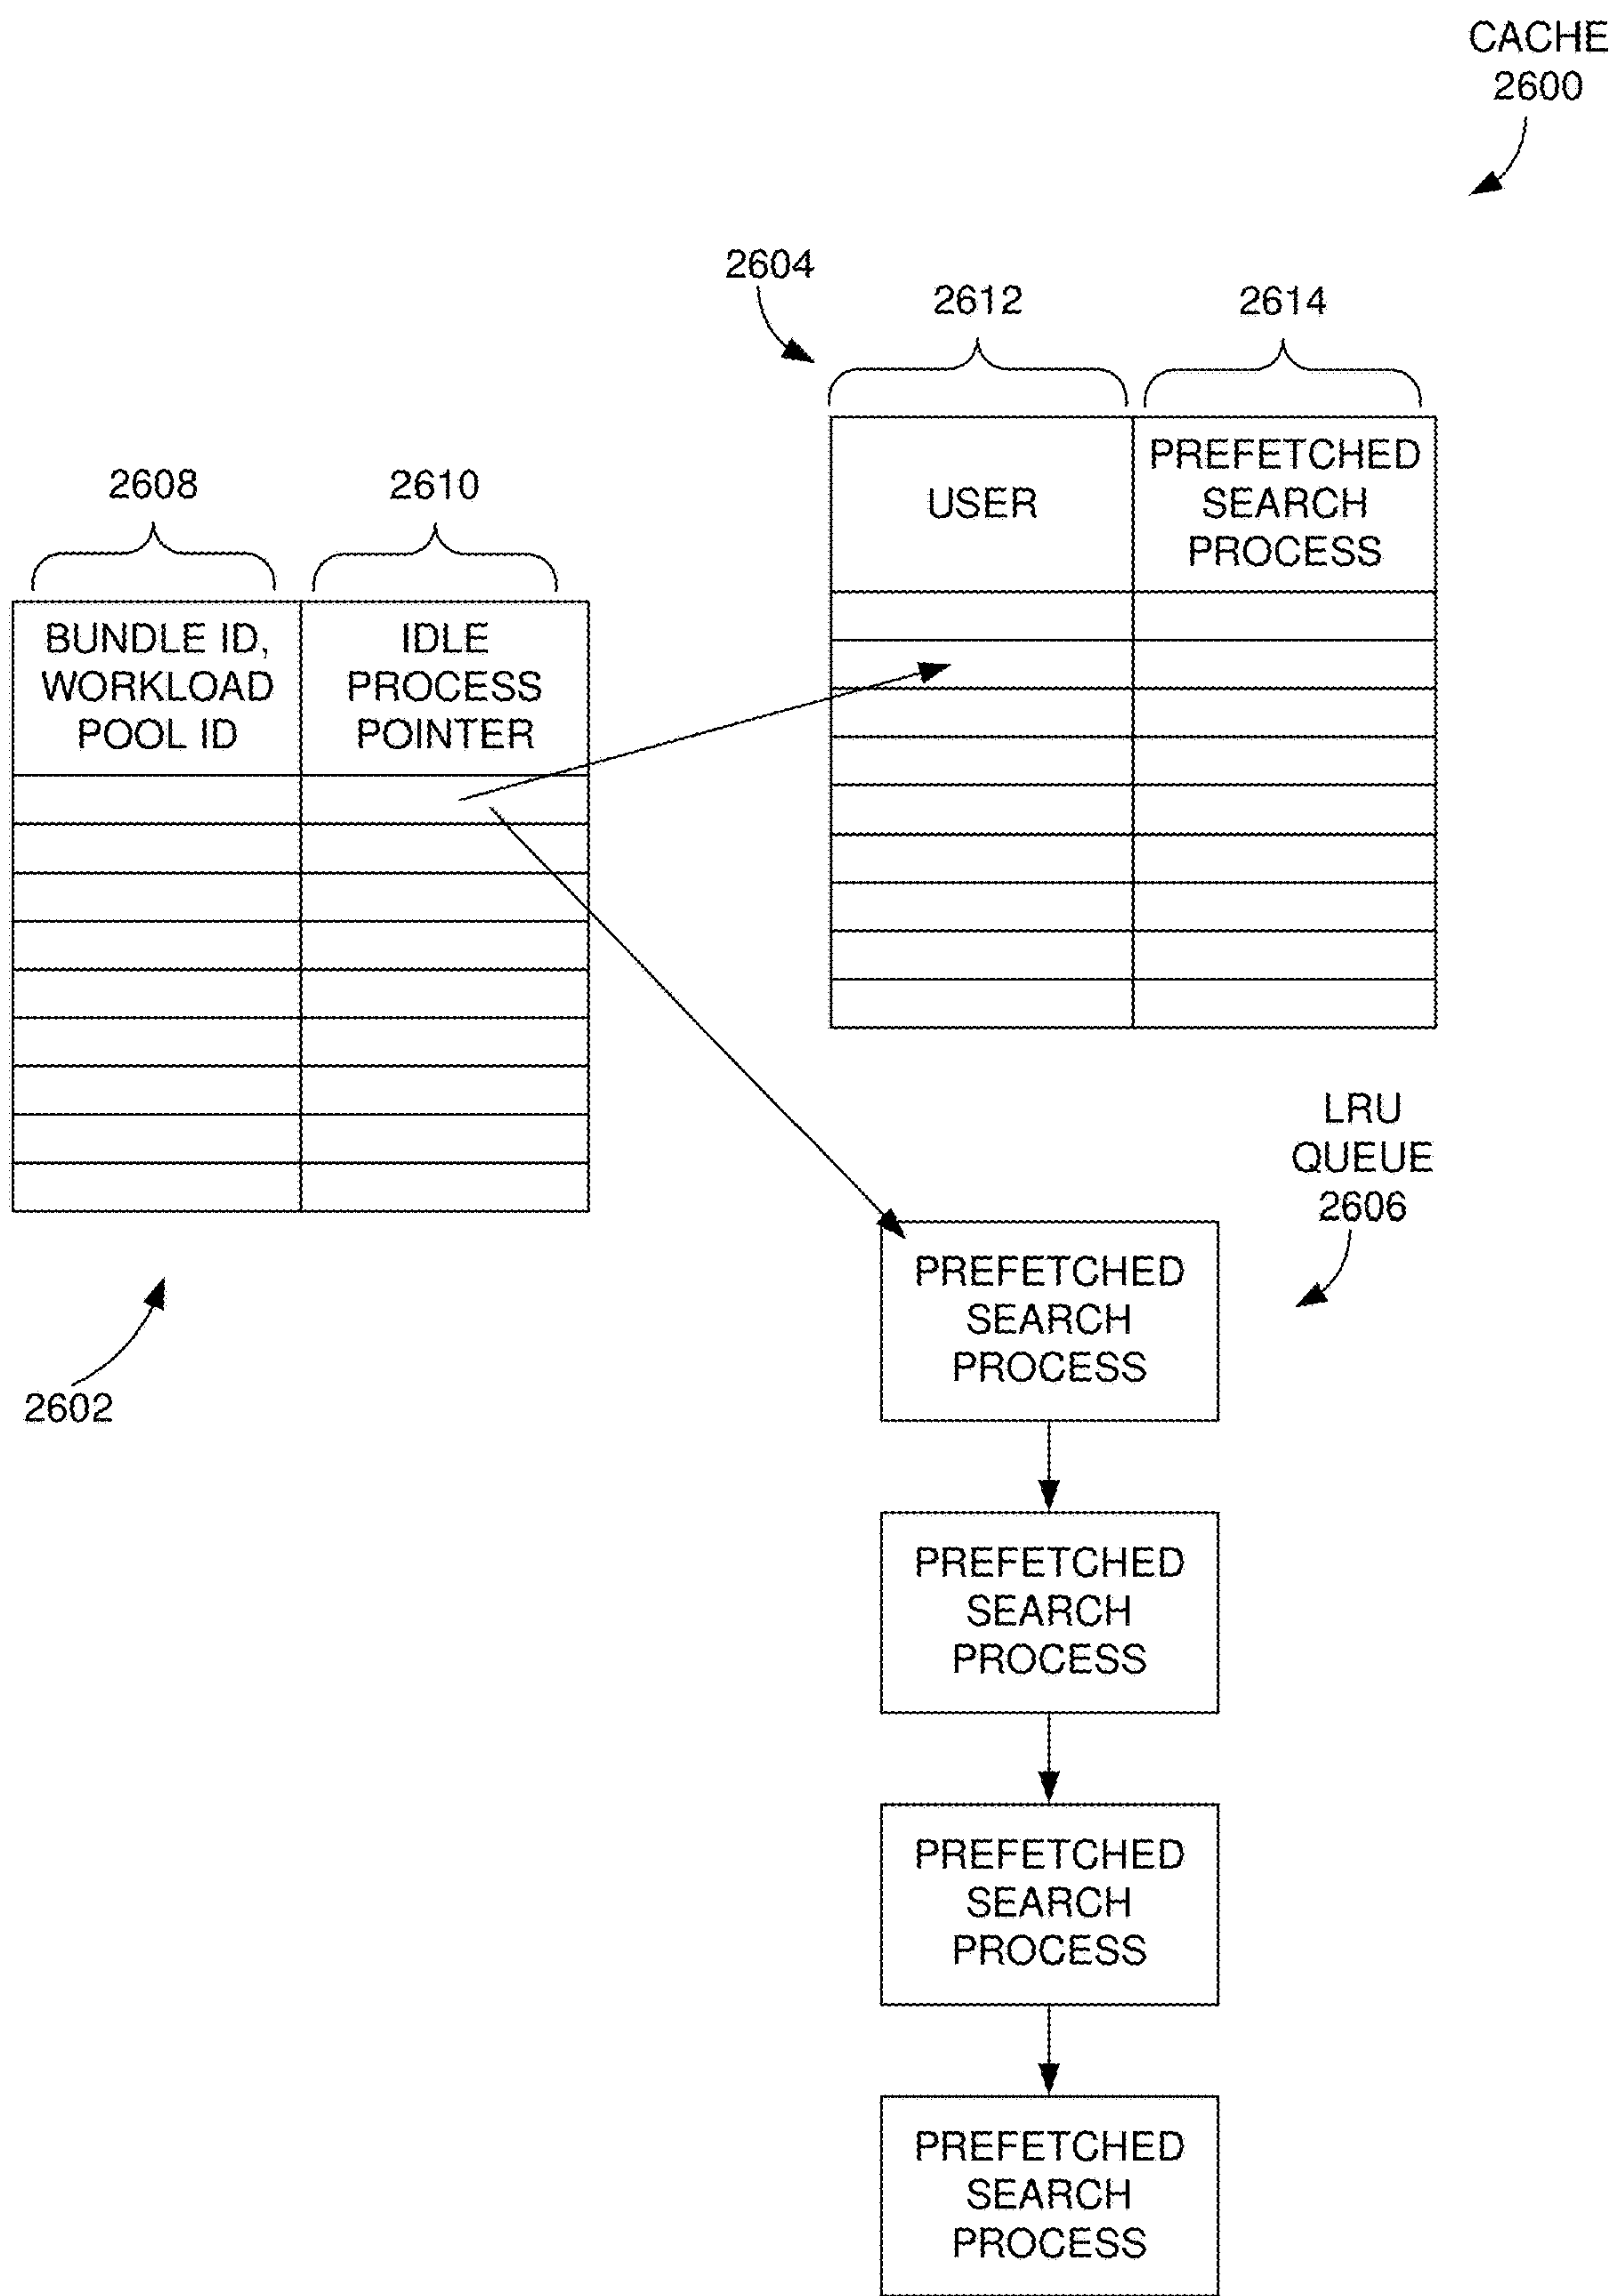 CACHE
2600
2604
2612
2614
USER
PREFETCHED
SEARCH
PROCESS
2608
2610
BUNDLE ID,
WORKLOAD
POOL ID
IDLE
PROCESS
POINTER
LRU
QUEUE
2606
2602
PREFETCHED
SEARCH
PROCESS
PREFETCHED
SEARCH
PROCESS
PREFETCHED
SEARCH
PROCESS
PREFETCHED
SEARCH
PROCESS